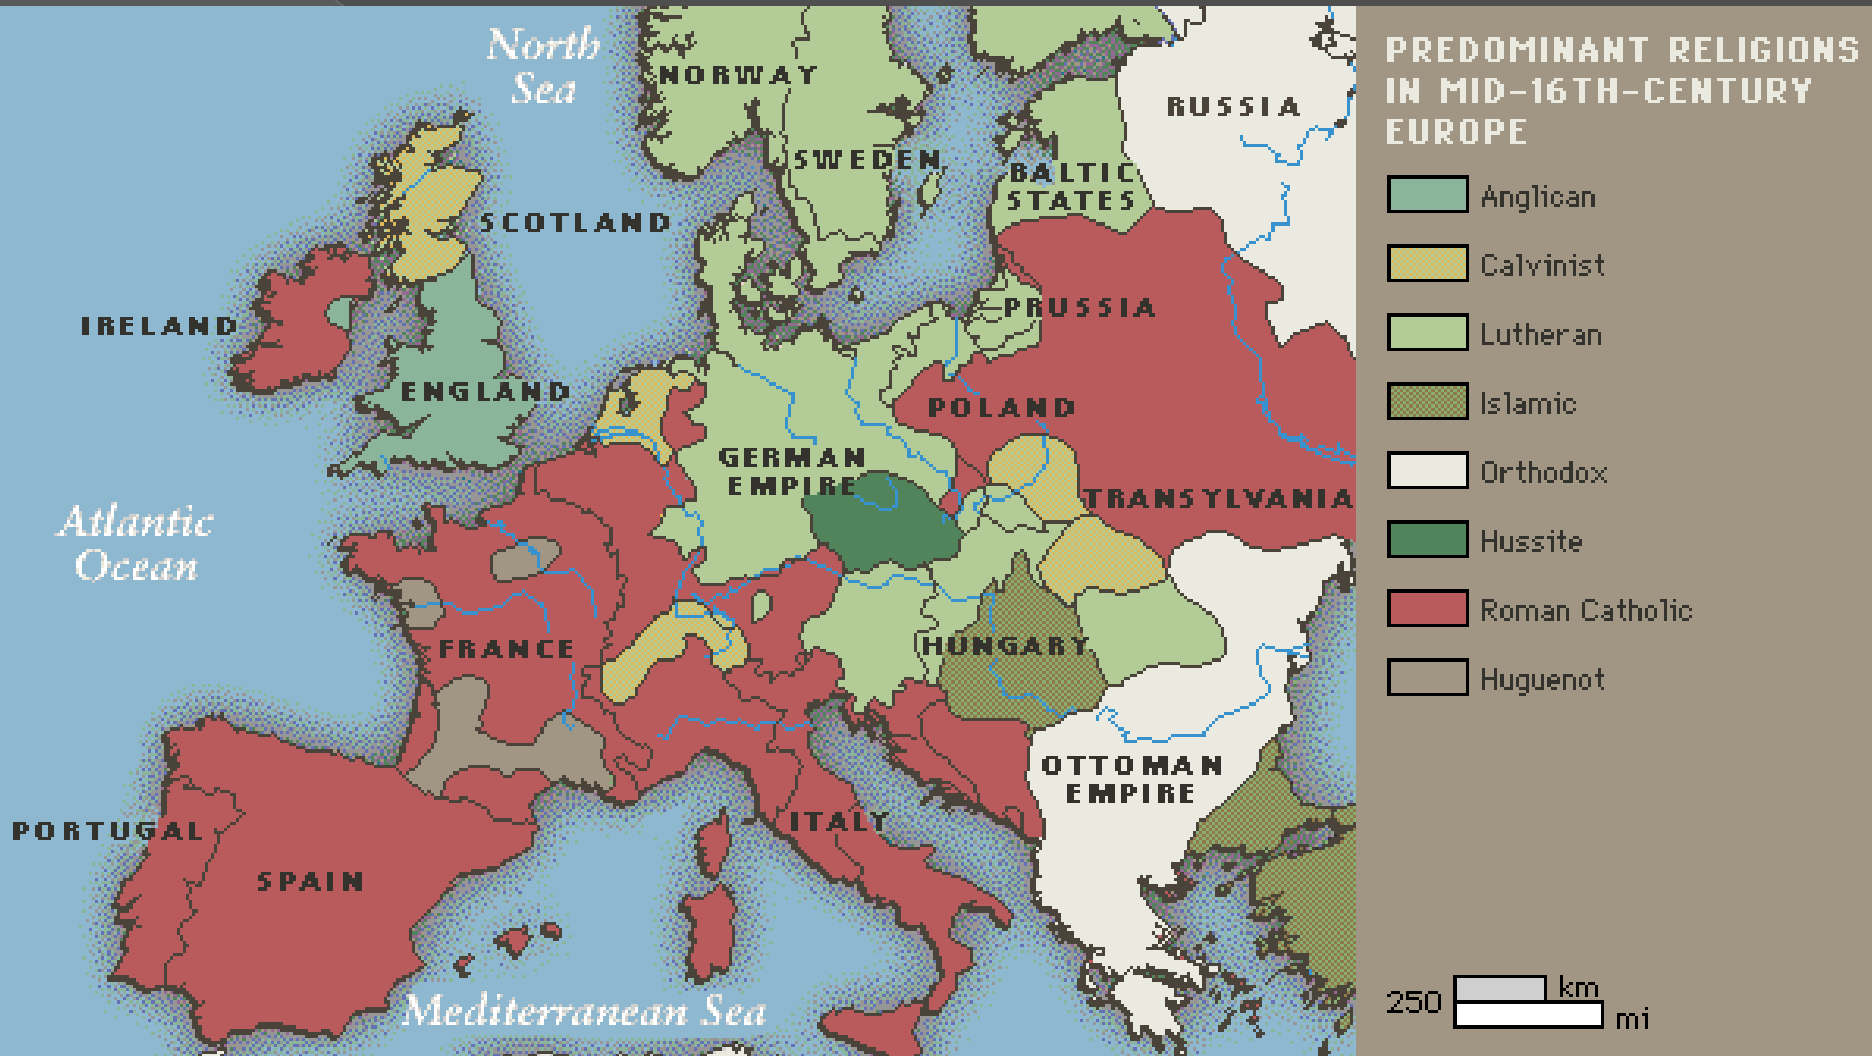 North
Sea
NORWAY
RUSSIA
SWEDEN
BALTIC
STATES
SCOTLAND
IRELAND
PRUSSIA
ENGLAND
POLAND
GERMAN
EMPIRE
TRANSYLVANIA
Atlantic
Ocean
FRANCE
HUNGARY
OTTOMAN
EMPIRE
PORTUGAL
ITALY
SPAIN
Mediterranean Sea
PREDOMINANT RELIGIONS
IN MID-16TH-CENTURY
EUROPE
Anglican
Calvinist
Lutheran
Islamic
Orthodox
Hussite
Roman Catholic
Huguenot
250 km
mi